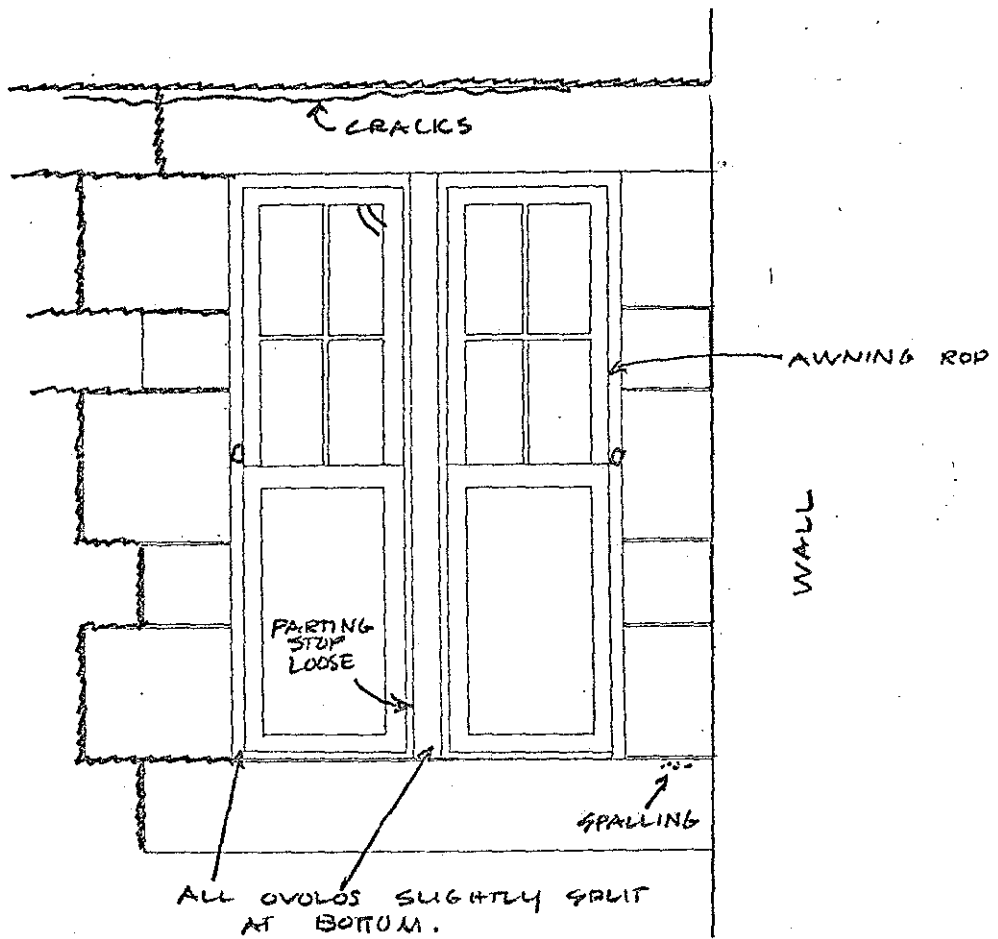 CRACKS
AWNING ROD
WALL
PARTING
STOP
LOOSE
SPALLING
ALL OVOLOS SLIGHTLY SPLIT
AT BOTTOM.